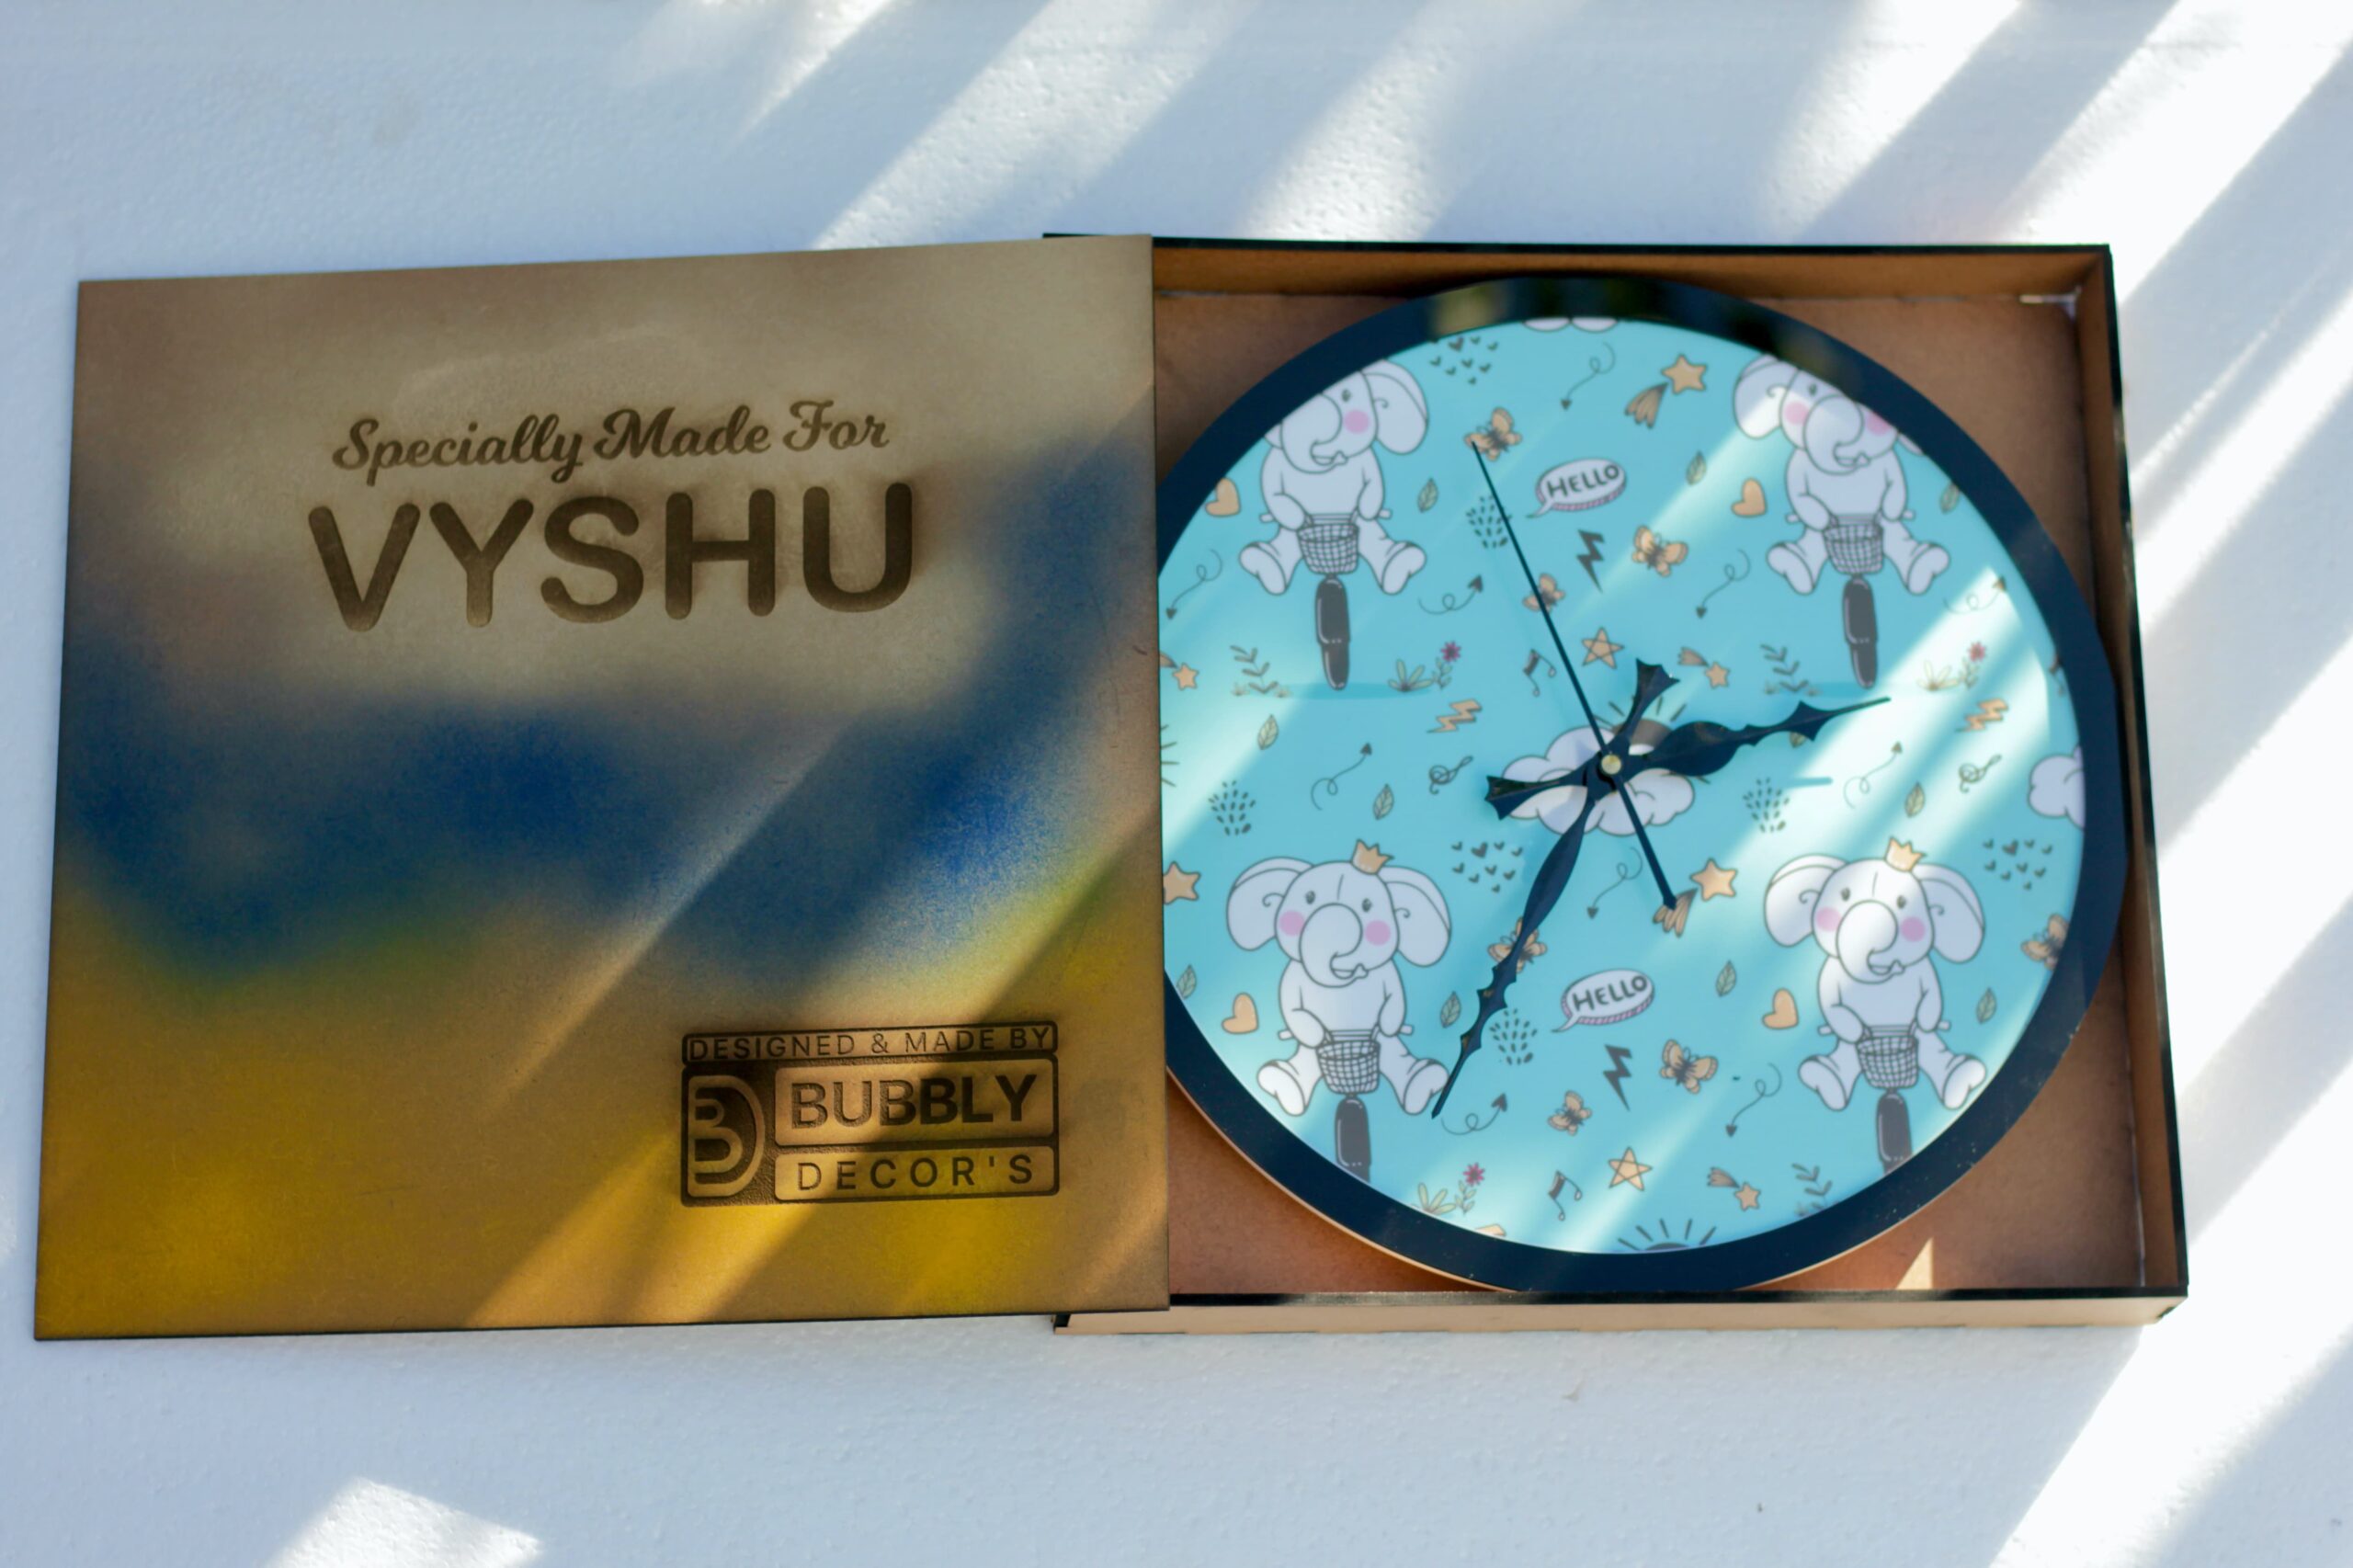 Specially Made For
VYSHU
DESIGNED & MADE BY
B
BUBBLY
DECOR'S
HELLO
HELLO